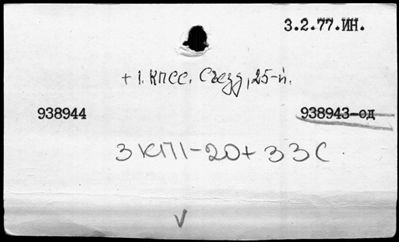 3.2.77.ИН.
+ 1. КПСС. Съезд, 25-й.
938944 938943-од
3КП1-20+33С